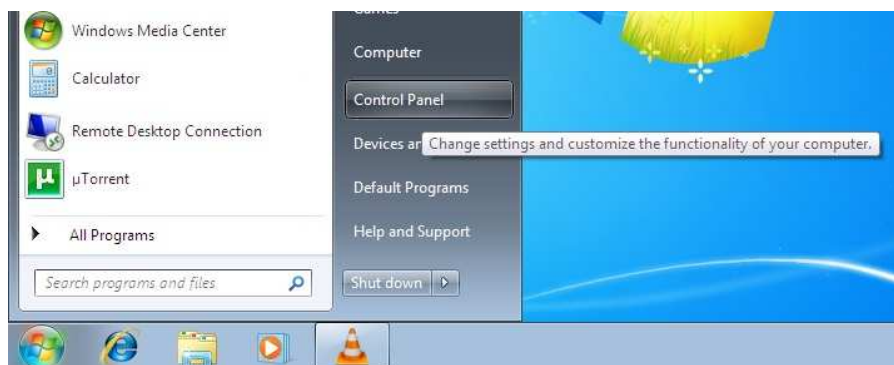 Windows Media Center
Calculator
Remote Desktop Connection
µTorrent
All Programs
Search programs and files
Computer
Control Panel
Devices
Change settings and customize the functionality of your computer.
Default Programs
Help and Support
Shut down